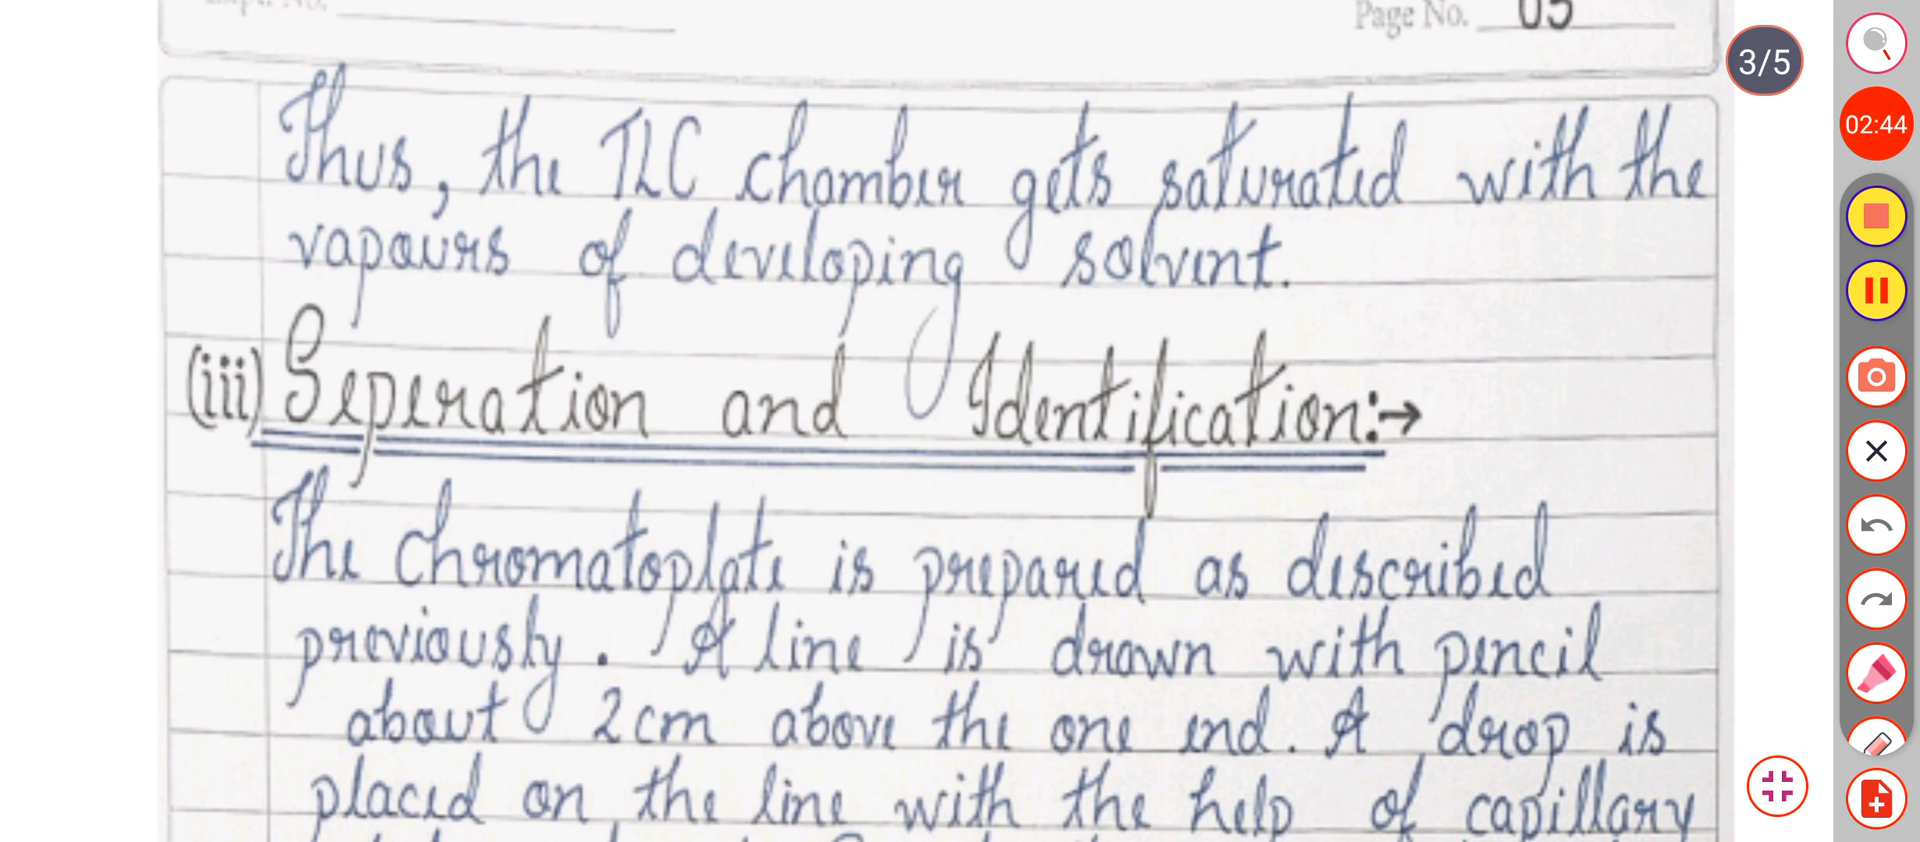 Page No. 05
3/5
02:44
Thus, the TLC chamber gets saturated with the
vapours of developing solvent.
(iii) Seperation and Identification:→
The chromatoplate is prepared as described
previously. A line is drawn with pencil
about 2cm above the one end. A drop is
placed on the line with the help of capillary